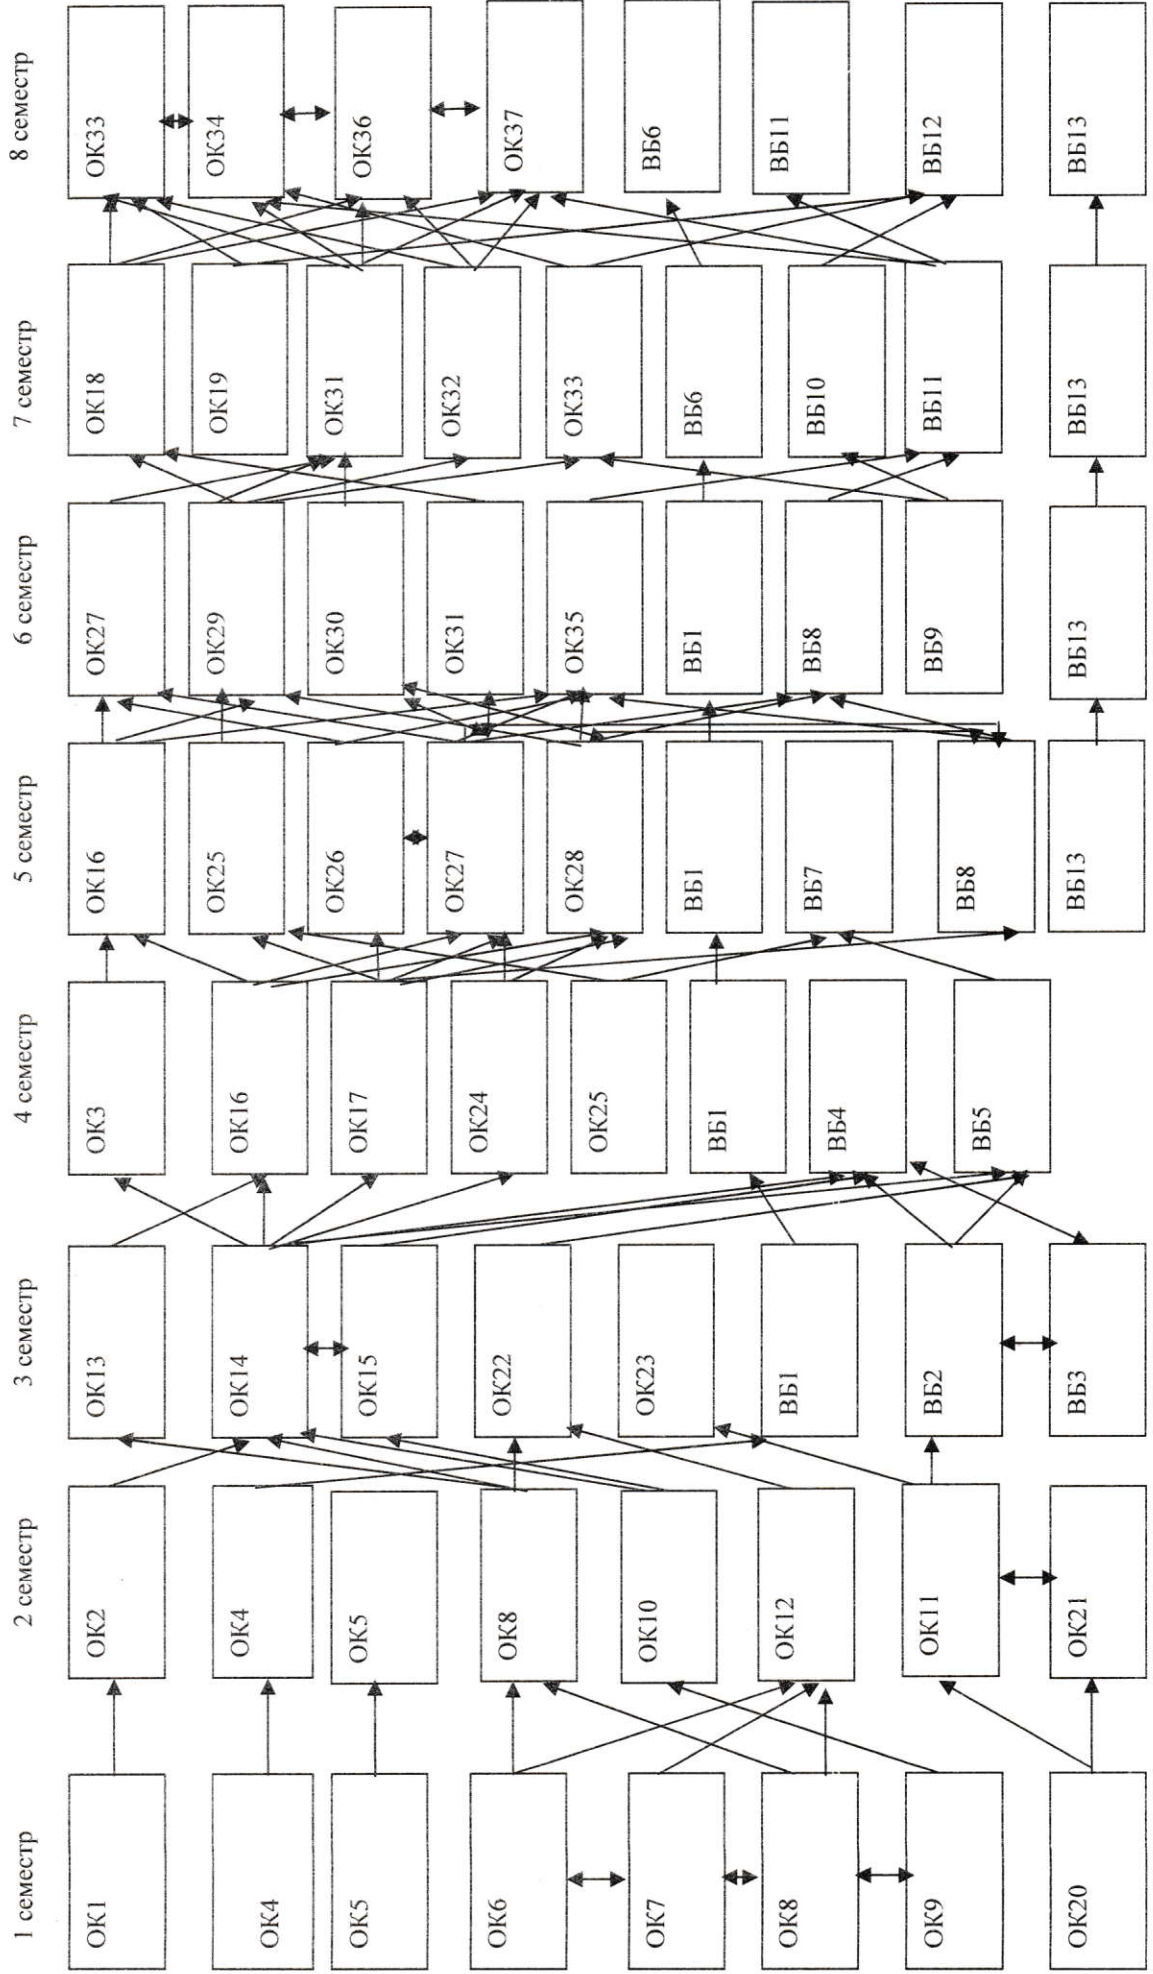 1 семестр
ОК1
ОК4
ОК5
ОК6
ОК7
ОК8
ОК9
ОК20
2 семестр
ОК2
ОК4
ОК5
ОК8
ОК10
ОК12
ОК11
ОК21
3 семестр
ОК13
ОК14
ОК15
ОК22
ОК23
ВБ1
ВБ2
ВБ3
4 семестр
ОК3
ОК16
ОК17
ОК24
ОК25
ВБ1
ВБ4
ВБ5
5 семестр
ОК16
ОК25
ОК26
ОК27
ОК28
ВБ1
ВБ7
ВБ8
ВБ13
6 семестр
ОК27
ОК29
ОК30
ОК31
ОК35
ВБ1
ВБ8
ВБ9
ВБ13
7 семестр
ОК18
ОК19
ОК31
ОК32
ОК33
ВБ6
ВБ10
ВБ11
ВБ13
8 семестр
ОК33
ОК34
ОК36
ОК37
ВБ6
ВБ11
ВБ12
ВБ13